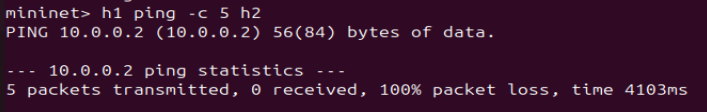 mininet> h1 ping -c 5 h2
PING 10.0.0.2 (10.0.0.2) 56(84) bytes of data.
--- 10.0.0.2 ping statistics ---
5 packets transmitted, 0 received, 100% packet loss, time 4103ms